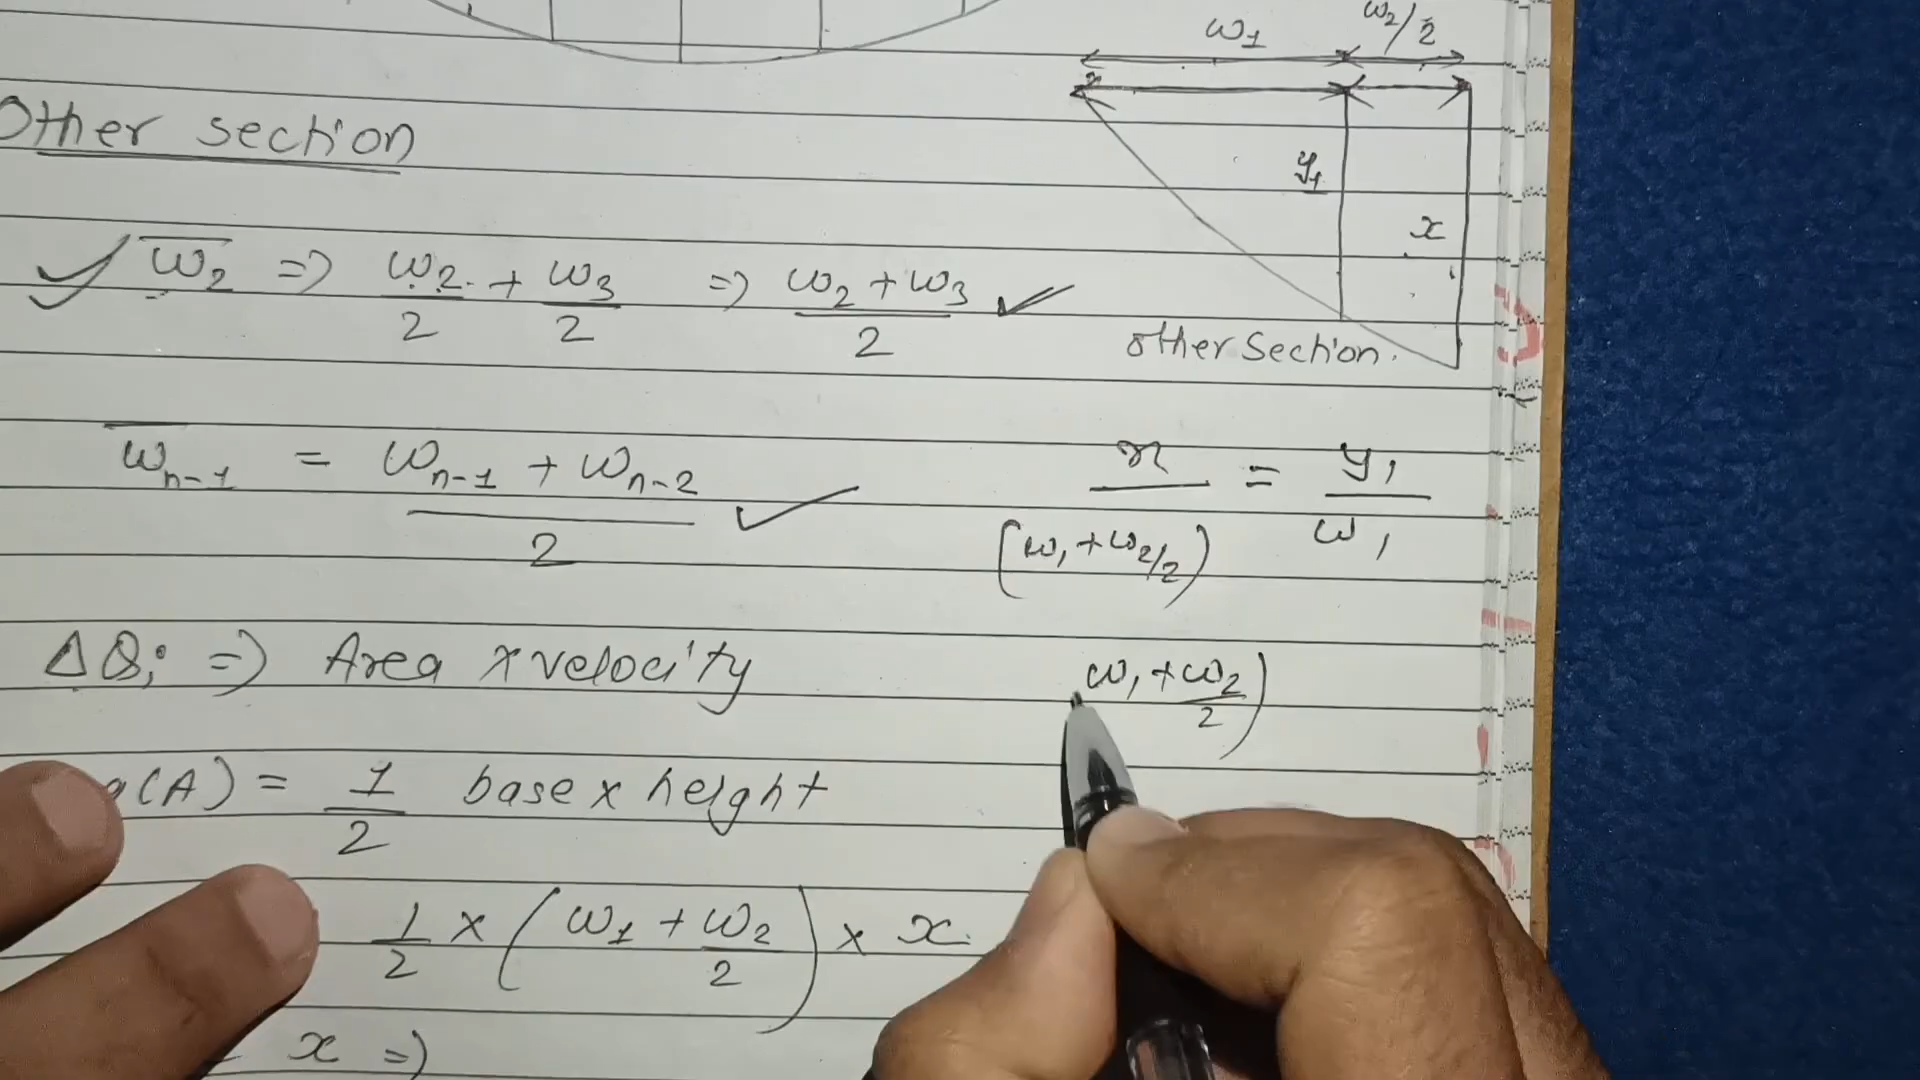 ω1 ω2/2
Other section
y1
x
ω̅2 => ω2/2 + ω3/2 => (ω2 + ω3)/2
other section.
ω̅n-1 = (ωn-1 + ωn-2)/2
x/(ω1 + ω2/2) = y1/ω1
ΔQi => Area x velocity
ω1 + ω2/2)
(A) = 1/2 base x height
1/2 x (ω1 + ω2/2) x x
x =>